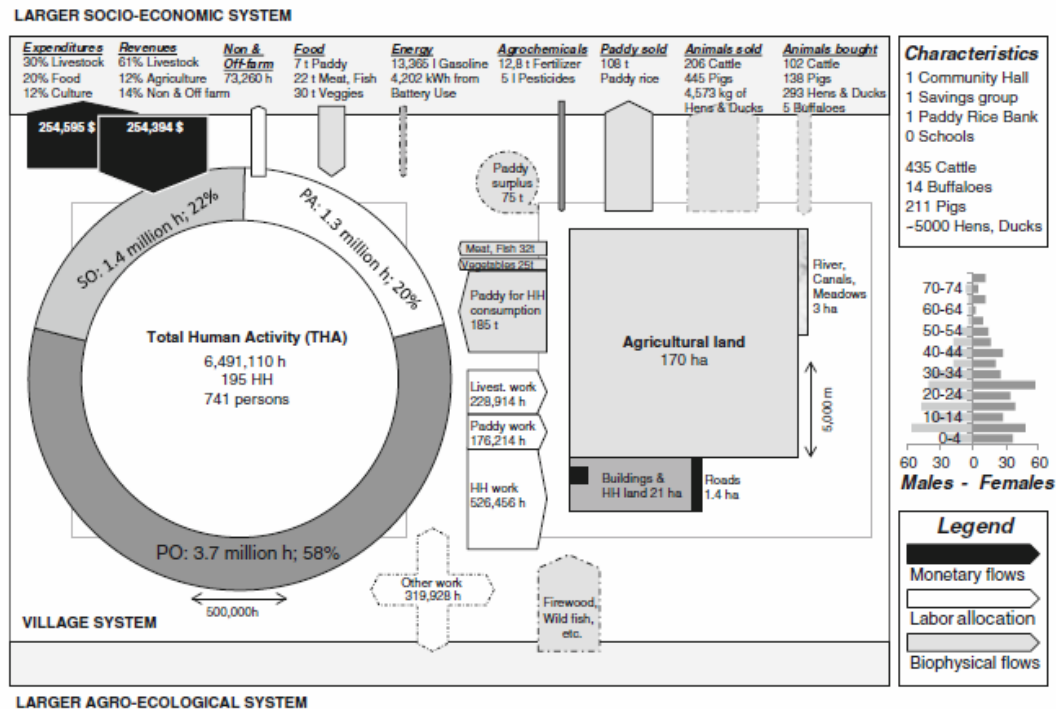 LARGER SOCIO-ECONOMIC SYSTEM
Expenditures
30% Livestock
20% Food
12% Culture
Revenues
61% Livestock
12% Agriculture
14% Non & Off farm
Non &
Off-farm
73,260 h
Food
7 t Paddy
22 t Meat, Fish
30 t Veggies
Energy
13,365 l Gasoline
4,202 kWh from
Battery Use
Agrochemicals
12,8 t Fertilizer
5 l Pesticides
Paddy sold
108 t
Paddy rice
Animals sold
206 Cattle
445 Pigs
4,573 kg of
Hens & Ducks
Animals bought
102 Cattle
138 Pigs
293 Hens & Ducks
5 Buffaloes
254,595 $
254,394 $
SO: 1.4 million h; 22%
PA: 1.3 million h; 20%
Total Human Activity (THA)
6,491,110 h
195 HH
741 persons
PO: 3.7 million h; 58%
500,000h
VILLAGE SYSTEM
Paddy
surplus
75 t
Meat, Fish 32t
Vegetables 25t
Paddy for HH
consumption
185 t
Livest. work
228,914 h
Paddy work
176,214 h
HH work
526,456 h
Other work
319,928 h
Firewood,
Wild fish,
etc.
Agricultural land
170 ha
River,
Canals,
Meadows
3 ha
5,000 m
Buildings &
HH land 21 ha
Roads
1.4 ha
Characteristics
1 Community Hall
1 Savings group
1 Paddy Rice Bank
0 Schools
435 Cattle
14 Buffaloes
211 Pigs
~5000 Hens, Ducks
70-74
60-64
50-54
40-44
30-34
20-24
10-14
0-4
60 30 0 30 60
Males - Females
Legend
Monetary flows
Labor allocation
Biophysical flows
LARGER AGRO-ECOLOGICAL SYSTEM